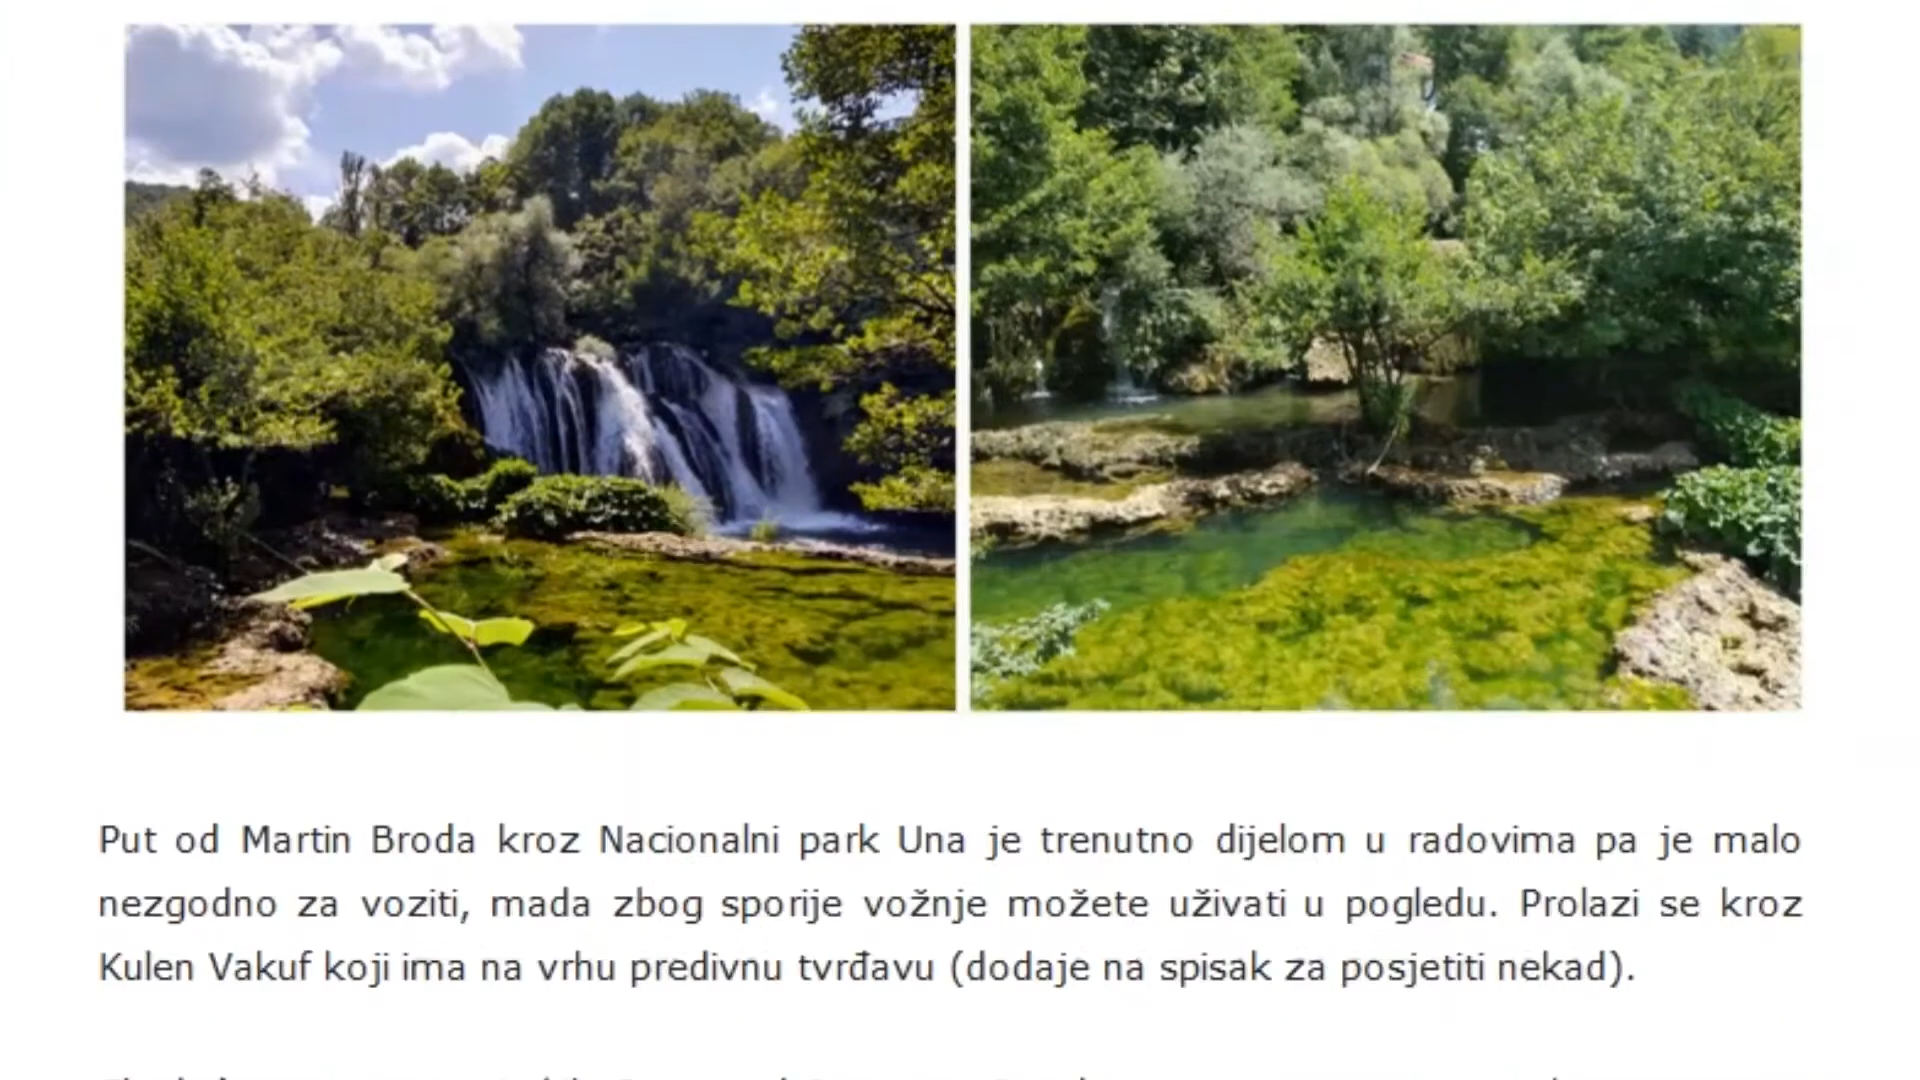 Put od Martin Broda kroz Nacionalni park Una je trenutno dijelom u radovima pa je malo
nezgodno za voziti, mada zbog sporije vožnje možete uživati u pogledu. Prolazi se kroz
Kulen Vakuf koji ima na vrhu predivnu tvrđavu (dodaje na spisak za posjetiti nekad).